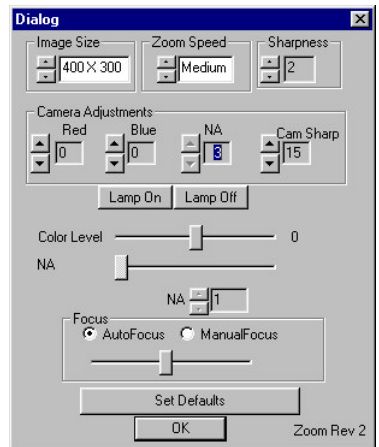 Dialog
Image Size Zoom Speed Sharpness
400 X 300 Medium 2
Camera Adjustments
Red Blue NA Cam Sharp
0 0 3 15
Lamp On Lamp Off
Color Level 0
NA
NA 1
Focus
AutoFocus ManualFocus
Set Defaults
OK Zoom Rev 2